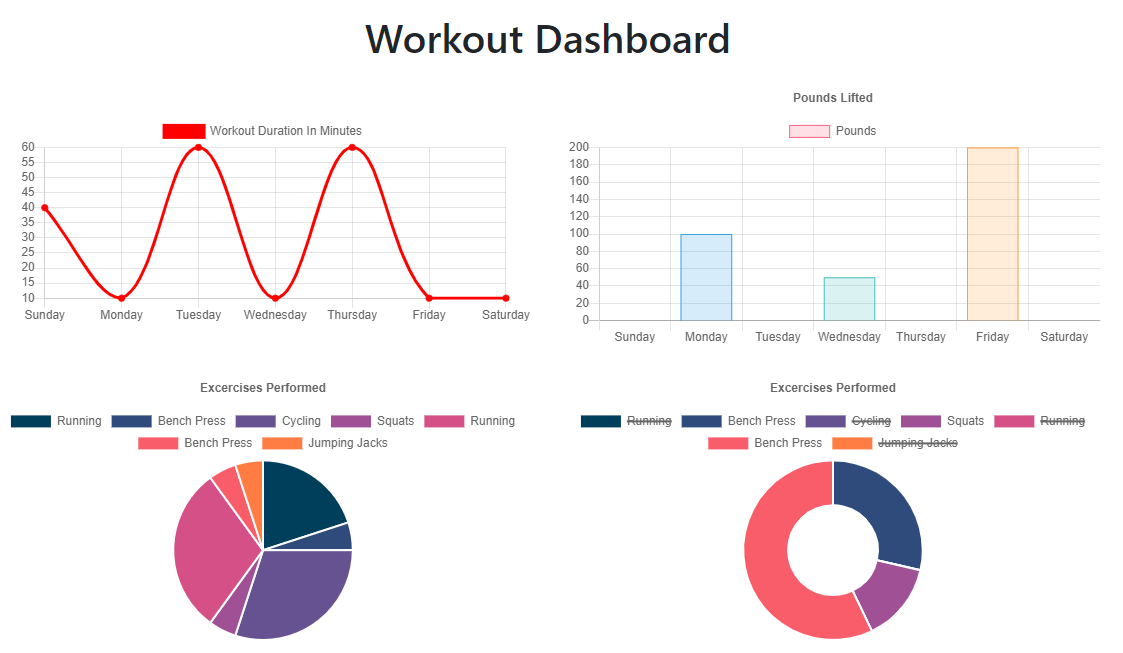 Workout Dashboard
Workout Duration In Minutes
60
55
50
45
40
35
30
25
20
15
10
Sunday Monday Tuesday Wednesday Thursday Friday Saturday
Pounds Lifted
Pounds
200
180
160
140
120
100
80
60
40
20
0
Sunday Monday Tuesday Wednesday Thursday Friday Saturday
Excercises Performed
Running Bench Press Cycling Squats Running
Bench Press Jumping Jacks
Excercises Performed
Running Bench Press Cycling Squats Running
Bench Press Jumping Jacks